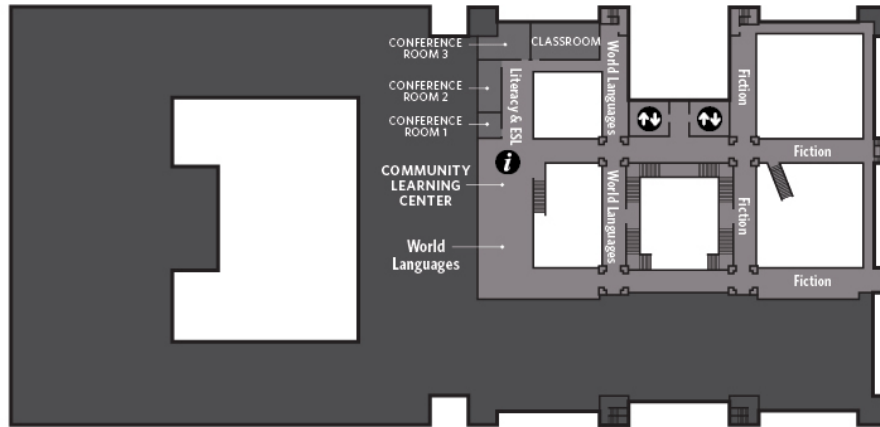 CONFERENCE
ROOM 3
CLASSROOM
World Languages
Literacy & ESL
CONFERENCE
ROOM 2
CONFERENCE
ROOM 1
Fiction
Fiction
i
COMMUNITY
LEARNING
CENTER
World Languages
Fiction
World
Languages
Fiction